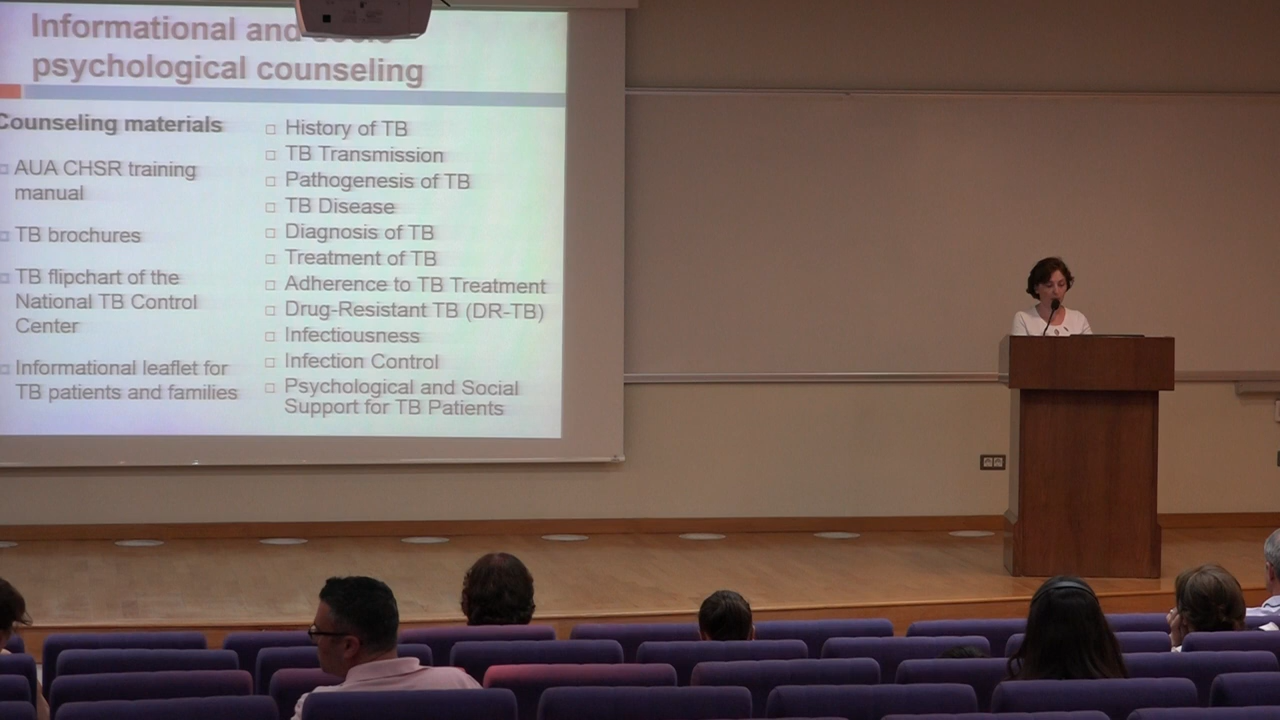 Informational and socio-
psychological counseling
Counseling materials
AUA CHSR training
manual
TB brochures
TB flipchart of the
National TB Control
Center
Informational leaflet for
TB patients and families
History of TB
TB Transmission
Pathogenesis of TB
TB Disease
Diagnosis of TB
Treatment of TB
Adherence to TB Treatment
Drug-Resistant TB (DR-TB)
Infectiousness
Infection Control
Psychological and Social
Support for TB Patients